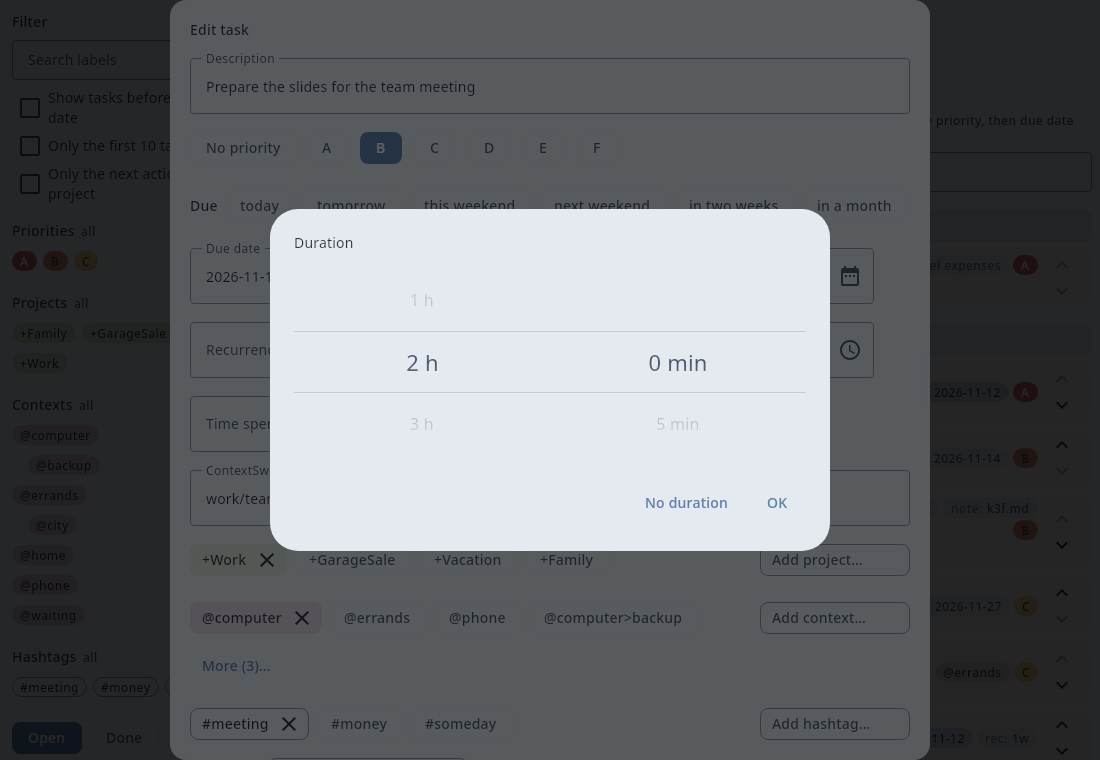 Filter
Search labels
Show tasks before
date
Only the first 10 ta
Only the next actio
project
Priorities all
A B C
Projects all
+Family +GarageSale
+Work
Contexts all
@computer
@backup
@errands
@city
@home
@phone
@waiting
Hashtags all
#meeting #money
Open Done
Edit task
Description
Prepare the slides for the team meeting
No priority A B C D E F
Due today tomorrow this weekend next weekend in two weeks in a month
Due date
2026-11-1
Recurrenc
Time spen
ContextSw
work/tear
+Work +GarageSale +Vacation +Family Add project...
@computer @errands @phone @computer>backup Add context...
More (3)...
#meeting #money #someday Add hashtag...
Duration
1 h
2 h 0 min
3 h 5 min
No duration OK
priority, then due date
el expenses A
2026-11-12 A
2026-11-14 B
note: k3f.md
B
2026-11-27 C
@errands C
11-12 rec: 1w